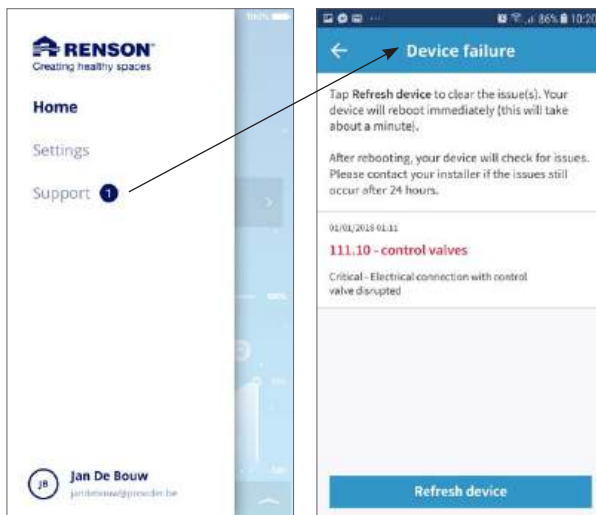 RENSON
Creating healthy spaces
Home
Settings
Support 1
JB
Jan De Bouw
86% 10:20
Device failure
Tap Refresh device to clear the issue(s). Your
device will reboot immediately (this will take
about a minute).
After rebooting, your device will check for issues.
Please contact your installer if the issues still
occur after 24 hours.
01/01/2018 01:11
111.10 - control valves
Critical - Electrical connection with control
valve disrupted
Refresh device